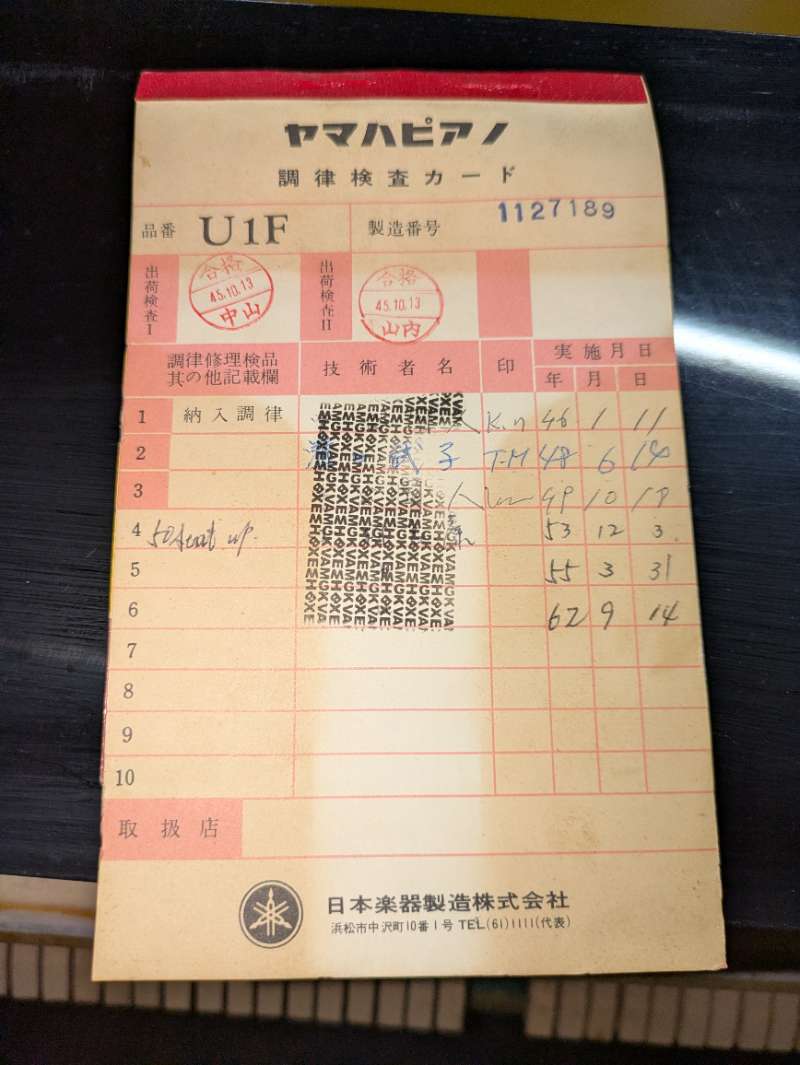 ヤマハピアノ
調律検査カード
品番 U1F 製造番号 1127189
出荷検査I 合格 45.10.13 中山 出荷検査II 合格 45.10.13 山内
調律修理検品其の他記載欄 技術者名 印 実施月日
年 月 日
1 納入調律 K.n 46 1 11
2 子 T-M 48 6 14
3 49 10 19
4 up. 53 12 3
5 55 3 31
6 62 9 14
7
8
9
10
取扱店
日本楽器製造株式会社
浜松市中沢町10番1号 TEL(61)1111(代表)